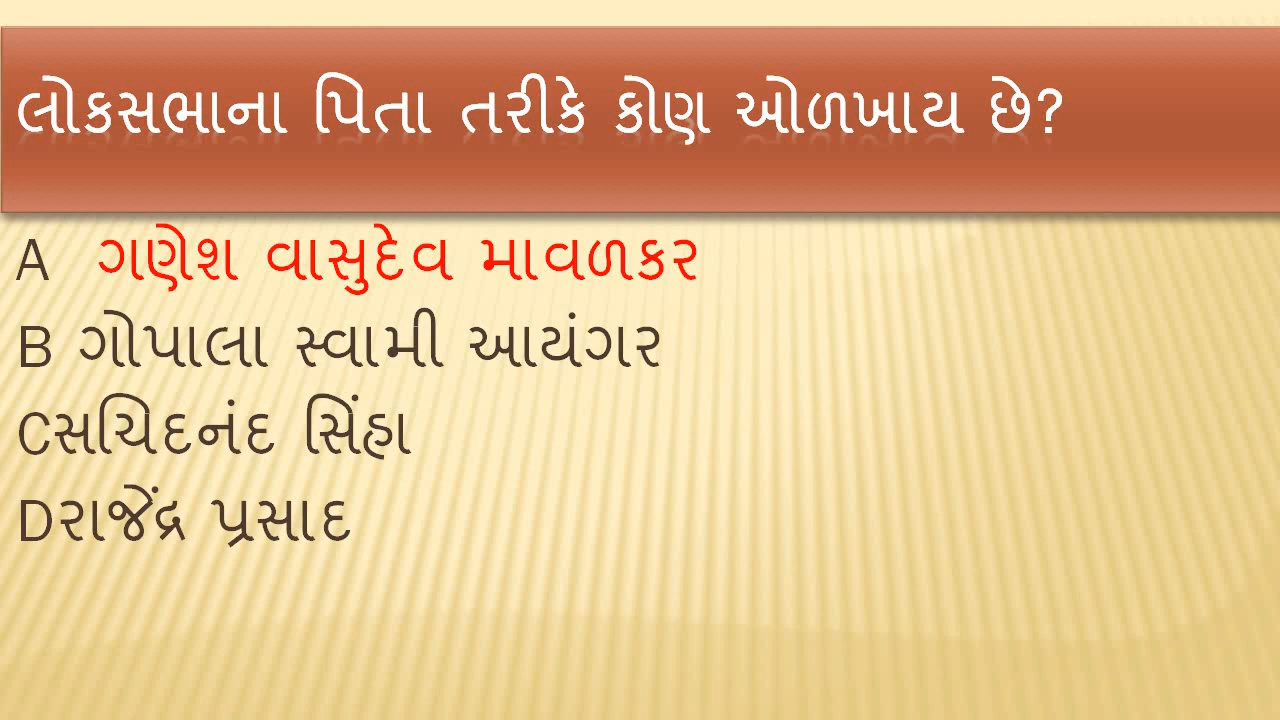 લોકસભાના પિતા તરીકે કોણ ઓળખાય છે?
A ગણેશ વાસુદેવ માવળકર
B ગોપાલા સ્વામી આયંગર
Cસચિદનંદ સિંહા
Dરાજેંદ્ર પ્રસાદ